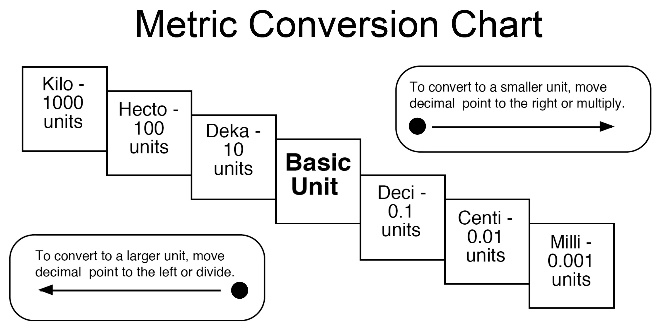 Metric Conversion Chart
Kilo -
1000
units
Hecto -
100
units
Deka -
10
units
Basic
Unit
Deci -
0.1
units
Centi -
0.01
units
Milli -
0.001
units
To convert to a smaller unit, move
decimal point to the right or multiply.
To convert to a larger unit, move
decimal point to the left or divide.